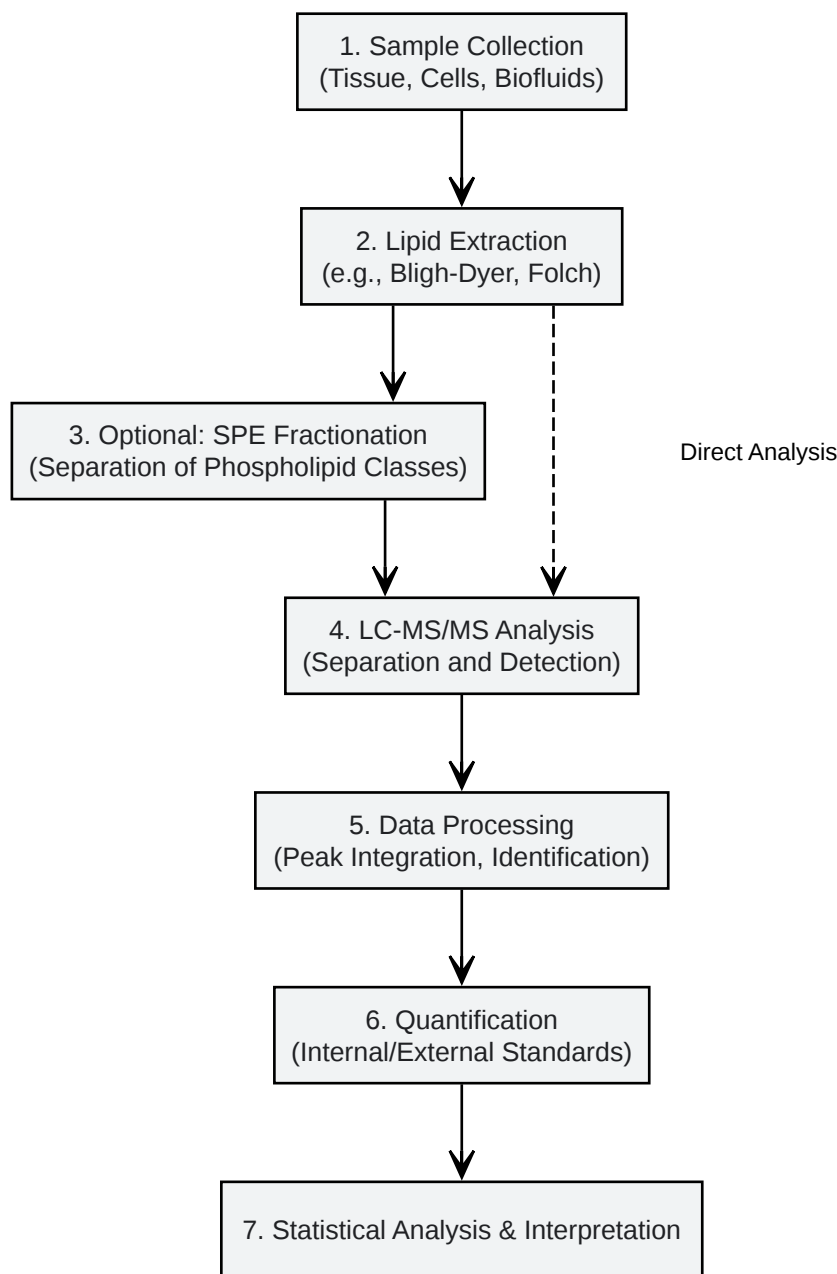 1. Sample Collection
(Tissue, Cells, Biofluids)
2. Lipid Extraction
(e.g., Bligh-Dyer, Folch)
3. Optional: SPE Fractionation
(Separation of Phospholipid Classes)
Direct Analysis
4. LC-MS/MS Analysis
(Separation and Detection)
5. Data Processing
(Peak Integration, Identification)
6. Quantification
(Internal/External Standards)
7. Statistical Analysis & Interpretation